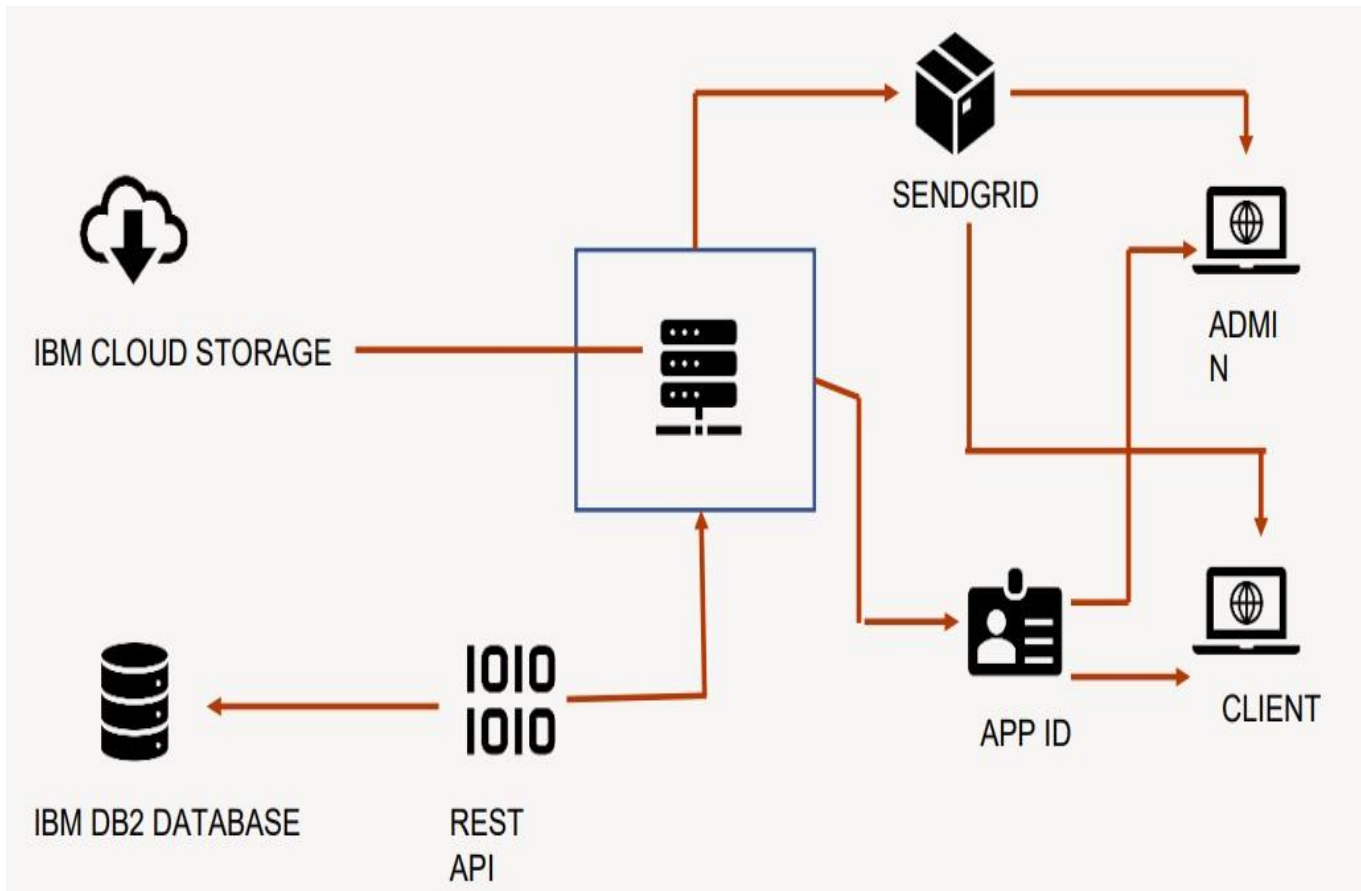 SENDGRID
ADMI
N
IBM CLOUD STORAGE
1010
1010
CLIENT
APP ID
IBM DB2 DATABASE
REST
API